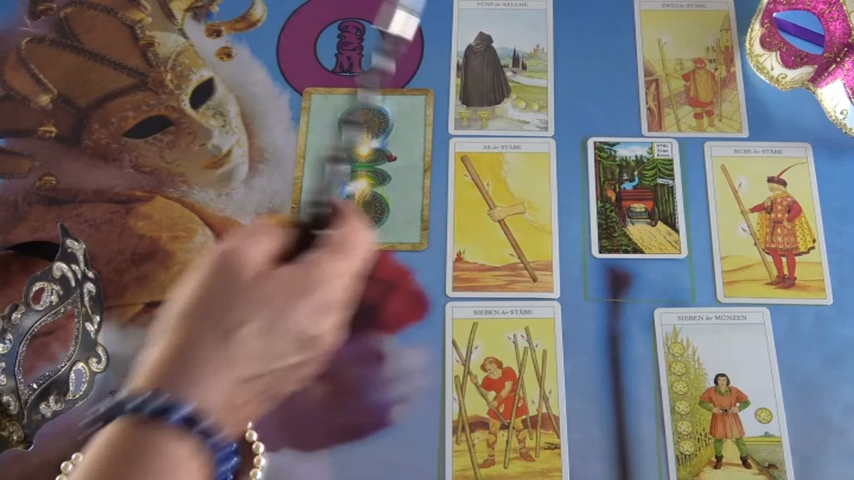 FÜNF der KELCHE
ZWEI der STÄBE
AS der STÄBE
BUBE der STÄBE
SIEBEN der STÄBE
SIEBEN der MÜNZEN